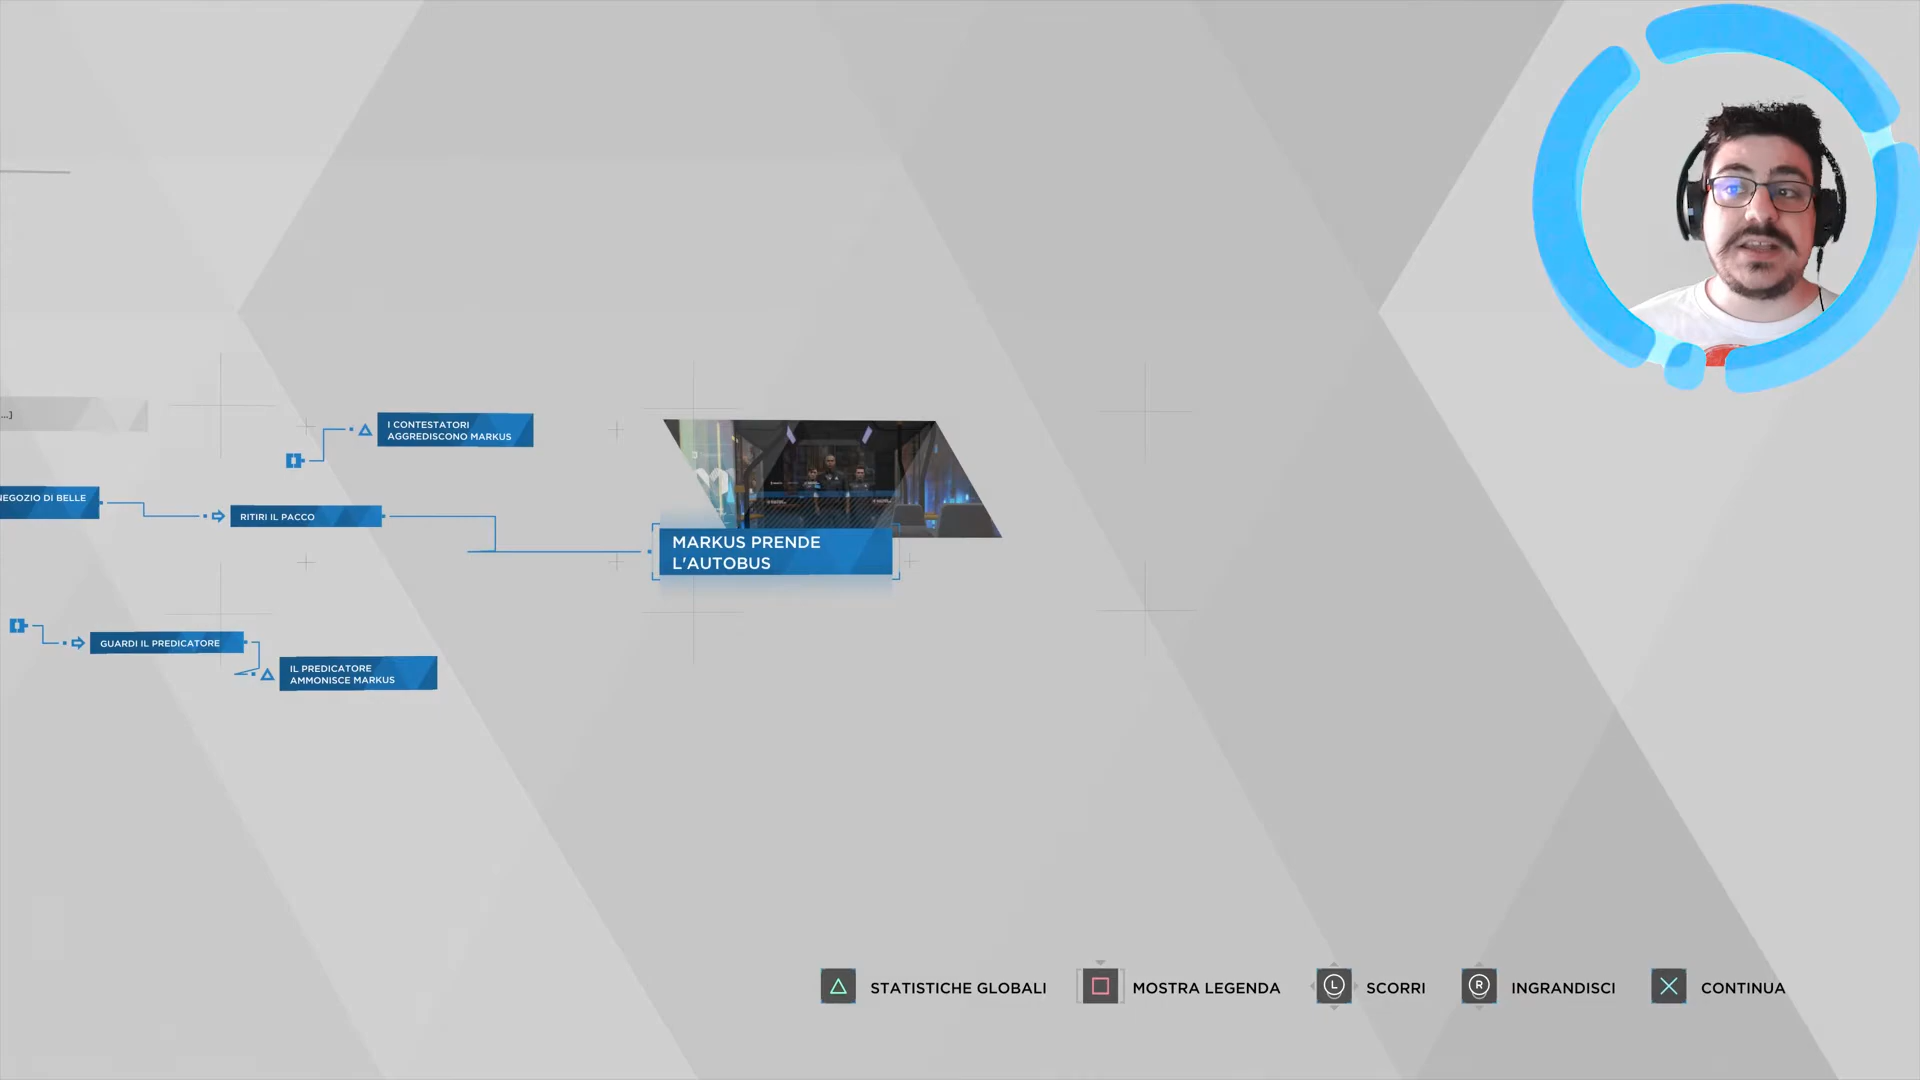 ...]
I CONTESTATORI
AGGREDISCONO MARKUS
NEGOZIO DI BELLE
RITIRI IL PACCO
MARKUS PRENDE
L'AUTOBUS
GUARDI IL PREDICATORE
IL PREDICATORE
AMMONISCE MARKUS
STATISTICHE GLOBALI
MOSTRA LEGENDA
L
SCORRI
R
INGRANDISCI
CONTINUA